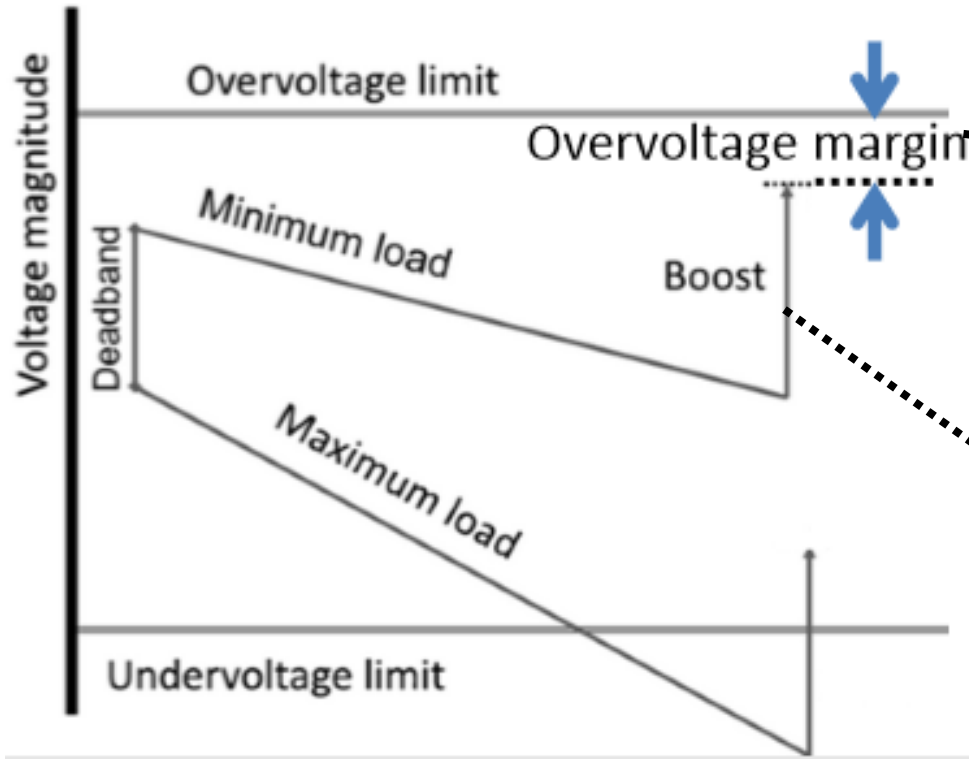 Voltage magnitude
Overvoltage limit
Overvoltage margin
Minimum load
Deadband
Boost
Maximum load
Undervoltage limit